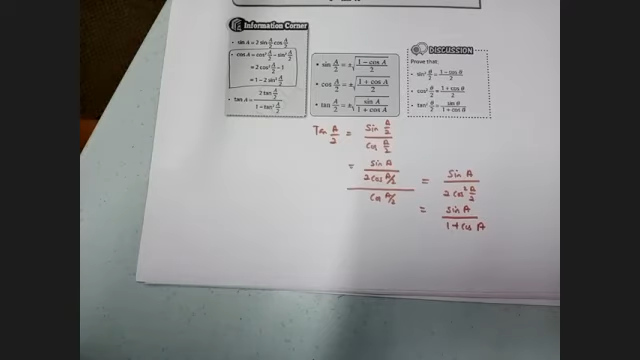 Information Corner
• sin A = 2 sin A/2 cos A/2
• cos A = cos² A/2 − sin² A/2
= 2cos² A/2 − 1
= 1 − 2 sin² A/2
• tan A = 2 tan A/2 / 1 − tan² A/2
• sin A/2 = ±√(1 − cos A / 2)
• cos A/2 = ±√(1 + cos A / 2)
• tan A/2 = ±√(sin A / 1 + cos A)
DISCUSSION
Prove that:
• sin² θ/2 = 1 − cos θ / 2
• cos² θ/2 = 1 + cos θ / 2
• tan² θ/2 = sin θ / 1 + cos θ
Tan A/2 = Sin A/2 / Cos A/2
= Sin A / 2 Cos A/2 / Cos A/2 = Sin A / 2 Cos² A/2
= Sin A / 1 + Cos A